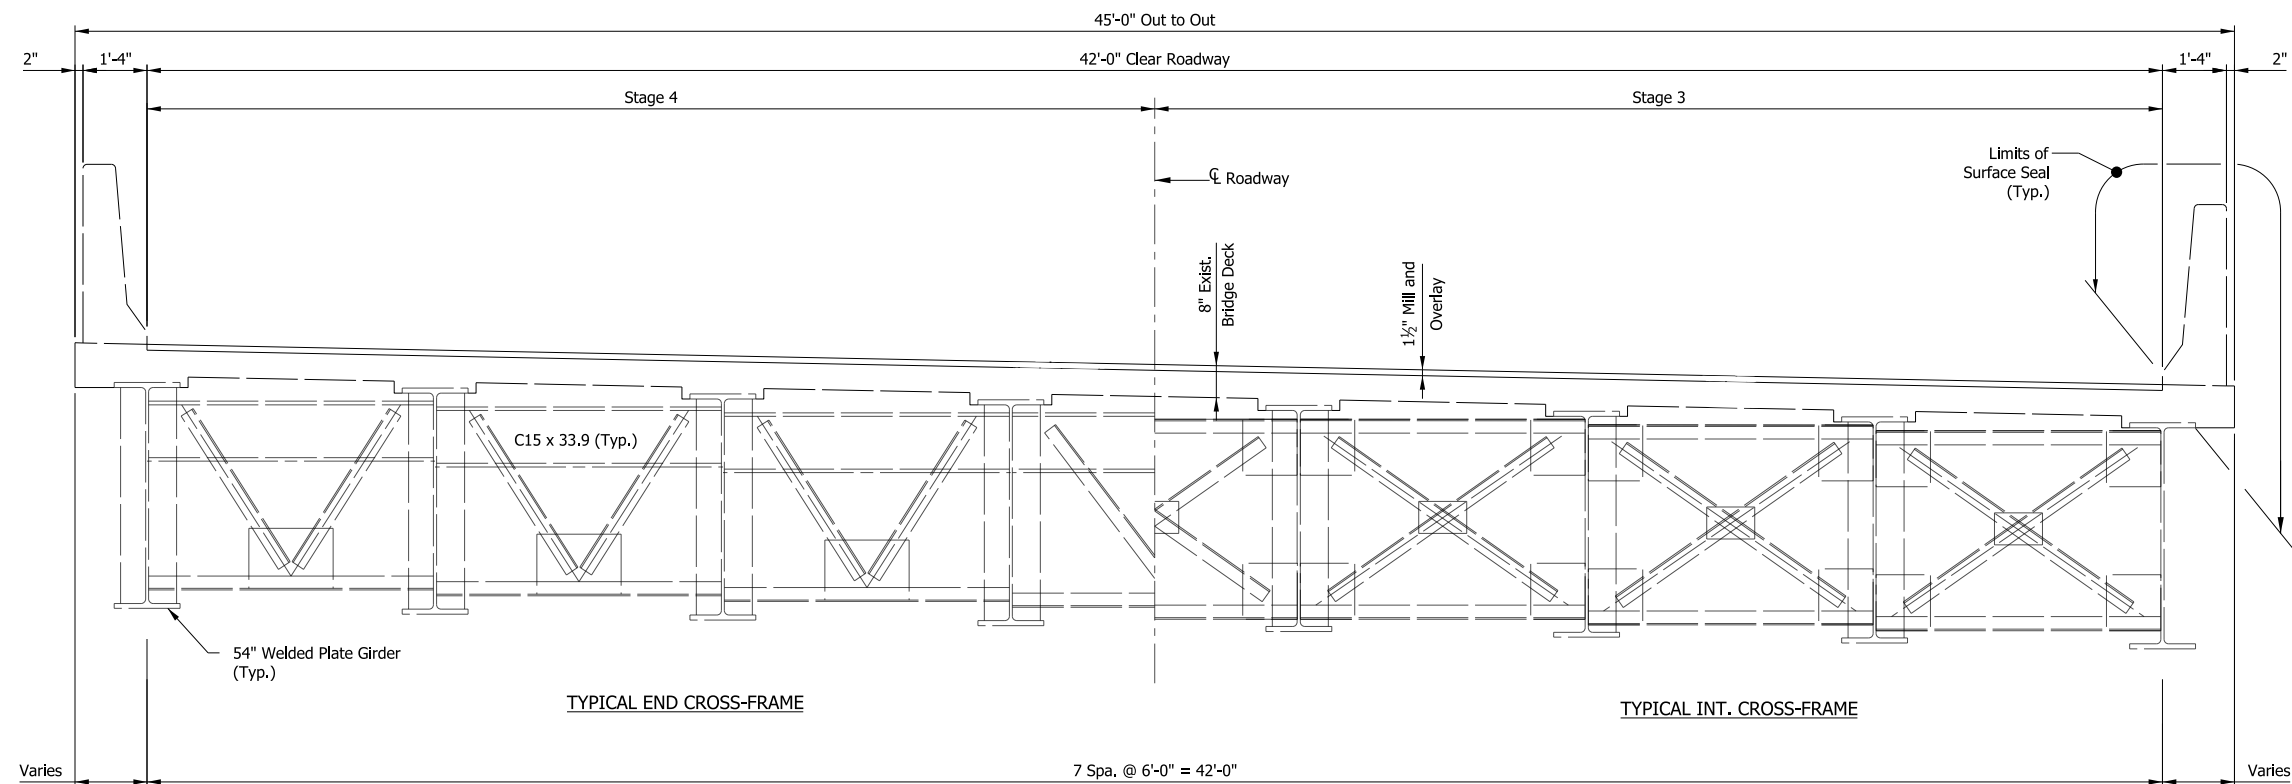 45'-0" Out to Out
2"
1'-4"
42'-0" Clear Roadway
1'-4"
2"
Stage 4
Stage 3
Limits of
Surface Seal
(Typ.)
℄ Roadway
8" Exist.
Bridge Deck
1½" Mill and
Overlay
C15 x 33.9 (Typ.)
54" Welded Plate Girder
(Typ.)
TYPICAL END CROSS-FRAME
TYPICAL INT. CROSS-FRAME
Varies
7 Spa. @ 6'-0" = 42'-0"
Varies